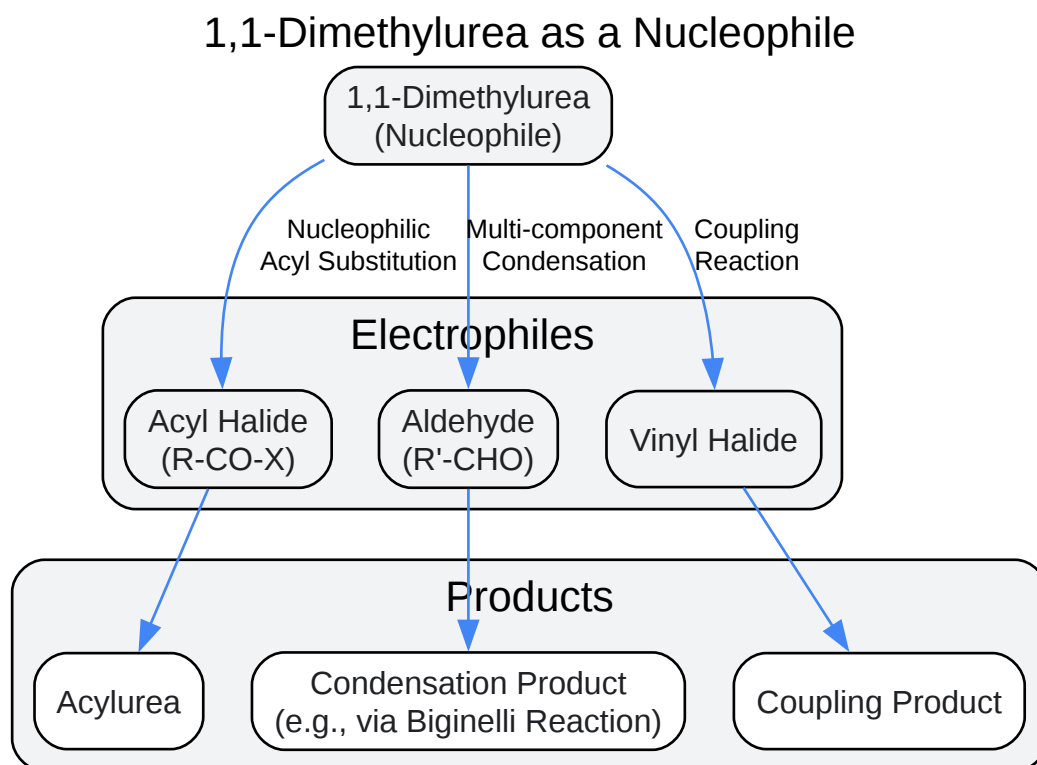 1,1-Dimethylurea as a Nucleophile
1,1-Dimethylurea
(Nucleophile)
Nucleophilic
Acyl Substitution
Multi-component
Condensation
Coupling
Reaction
Electrophiles
Acyl Halide
(R-CO-X)
Aldehyde
(R'-CHO)
Vinyl Halide
Products
Acylurea
Condensation Product
(e.g., via Biginelli Reaction)
Coupling Product